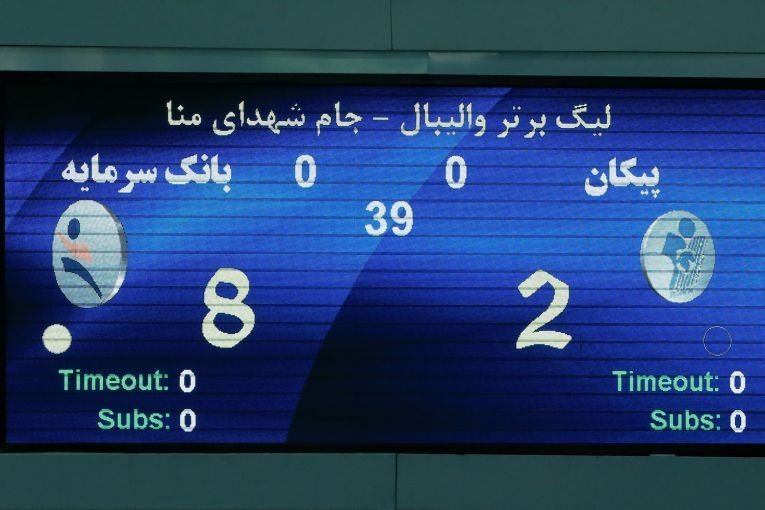 لیگ برتر والیبال - جام شهدای منا
پیکان 0 0 بانک سرمایه
39
8 2
Timeout: 0 Timeout: 0
Subs: 0 Subs: 0